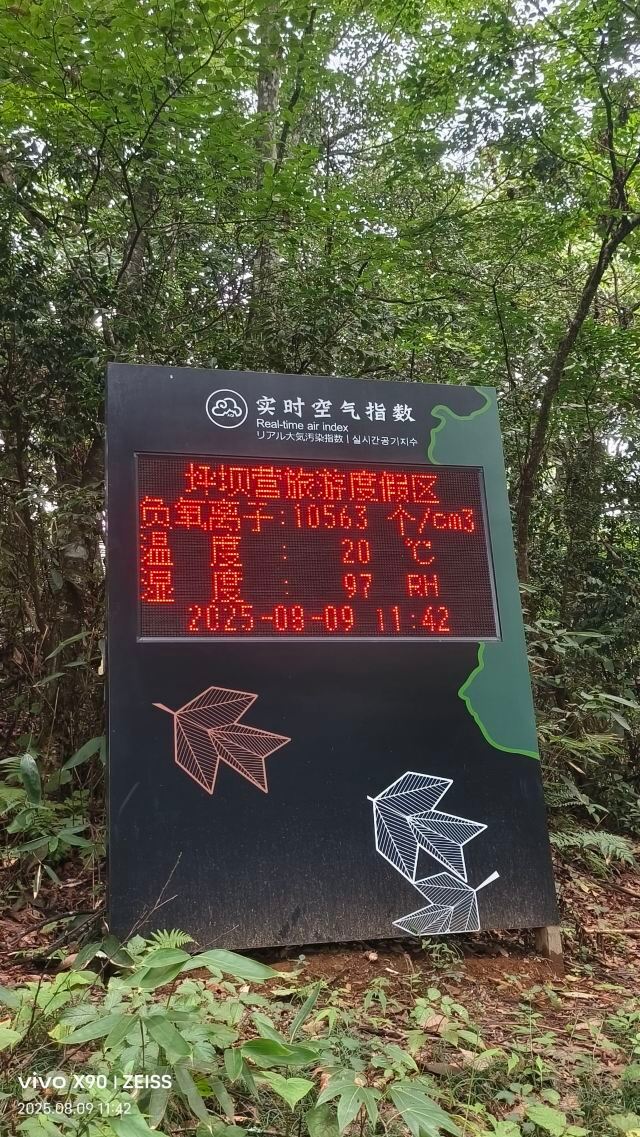 实时空气指数
Real-time air index
リアル大気汚染指数 | 실시간공기지수
坪坝营旅游度假区
负氧离子:10563 个/cm3
温 度 : 20 ℃
湿 度 : 97 RH
2025-08-09 11:42
vivo X90 | ZEISS
2025.08.09 11:42